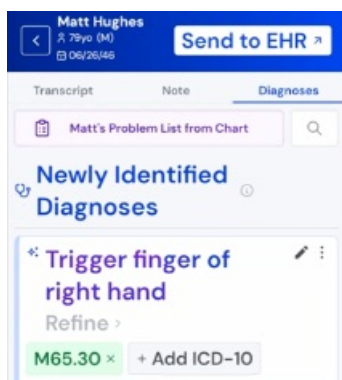 Matt Hughes
79yo (M)
06/26/46
Send to EHR
Transcript
Note
Diagnoses
Matt's Problem List from Chart
Newly Identified
Diagnoses
Trigger finger of
right hand
Refine >
M65.30 ×
+ Add ICD-10